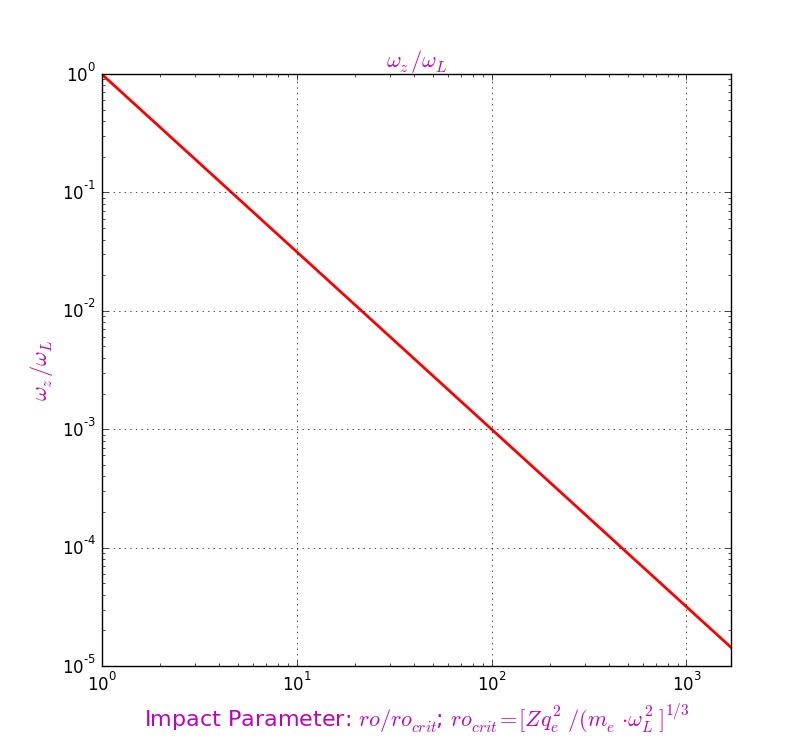 ω_z/ω_L
10^0
10^-1
10^-2
10^-3
10^-4
10^-5
ω_z/ω_L
10^0 10^1 10^2 10^3
Impact Parameter: ro/ro_crit; ro_crit=[Zq_e^2/(m_e·ω_L^2]^1/3